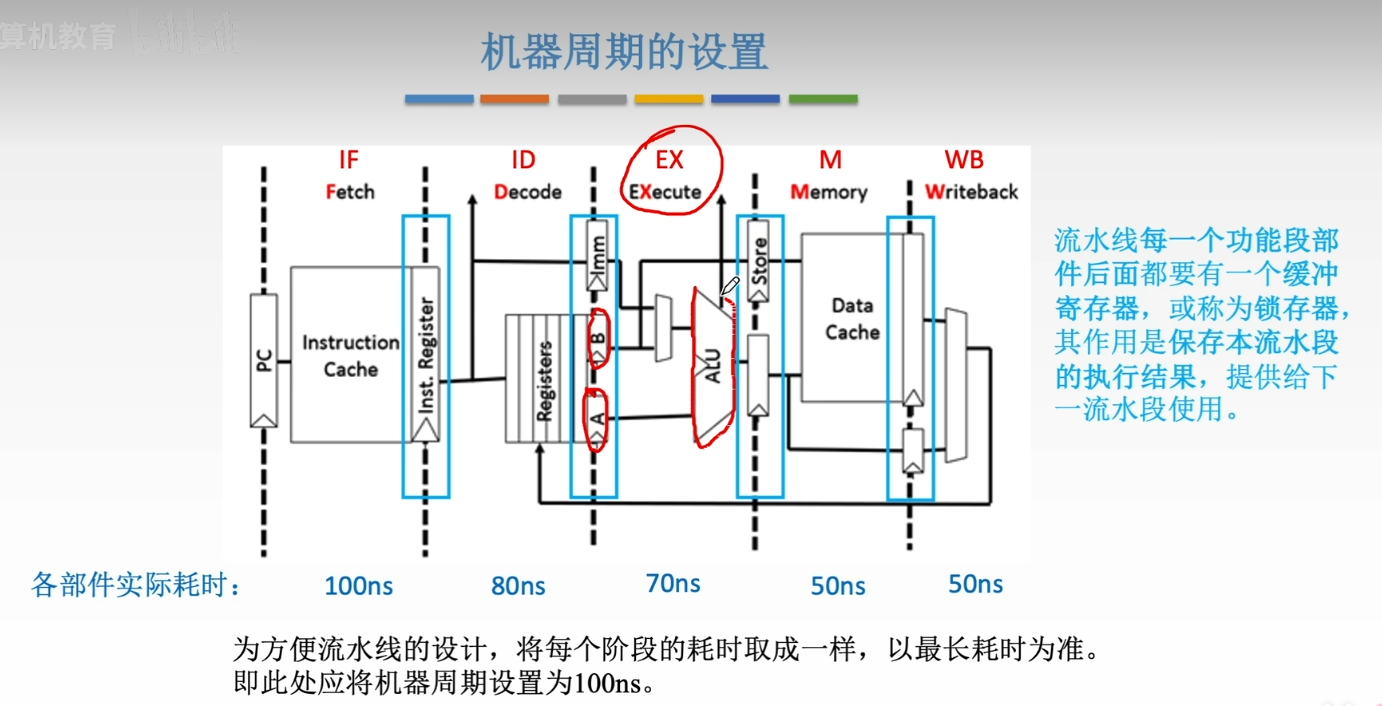 算机教育
机器周期的设置
IF ID EX M WB
Fetch Decode EXecute Memory Writeback
流水线每一个功能段部
件后面都要有一个缓冲
寄存器，或称为锁存器，
其作用是保存本流水段
的执行结果，提供给下
一流水段使用。
PC
Instruction
Cache
Inst. Register
Registers
Imm
B
A
ALU
Store
Data
Cache
各部件实际耗时： 100ns 80ns 70ns 50ns 50ns
为方便流水线的设计，将每个阶段的耗时取成一样，以最长耗时为准。
即此处应将机器周期设置为100ns。